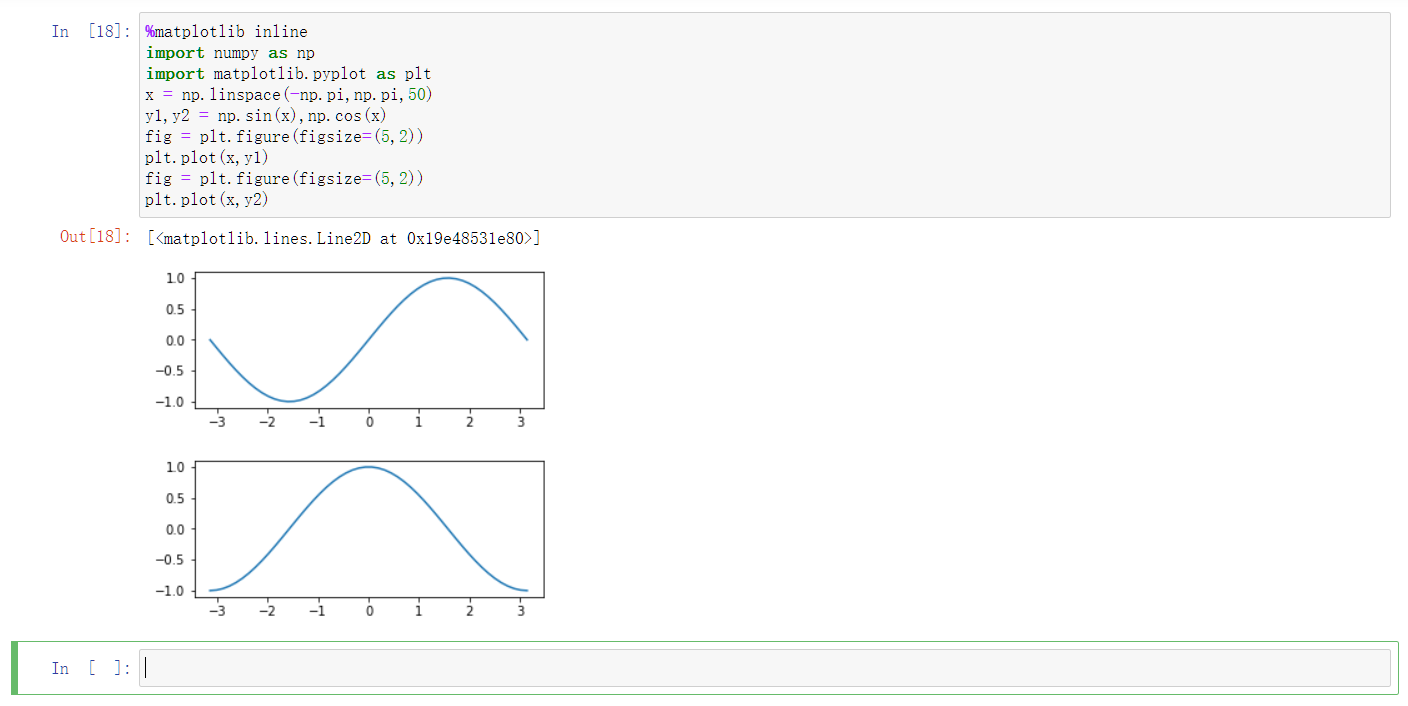 In [18]: %matplotlib inline
import numpy as np
import matplotlib.pyplot as plt
x = np.linspace(-np.pi,np.pi,50)
y1,y2 = np.sin(x),np.cos(x)
fig = plt.figure(figsize=(5,2))
plt.plot(x,y1)
fig = plt.figure(figsize=(5,2))
plt.plot(x,y2)
Out[18]: [<matplotlib.lines.Line2D at 0x19e48531e80>]
1.0
0.5
0.0
−0.5
−1.0
−3 −2 −1 0 1 2 3
1.0
0.5
0.0
−0.5
−1.0
−3 −2 −1 0 1 2 3
In [ ]: